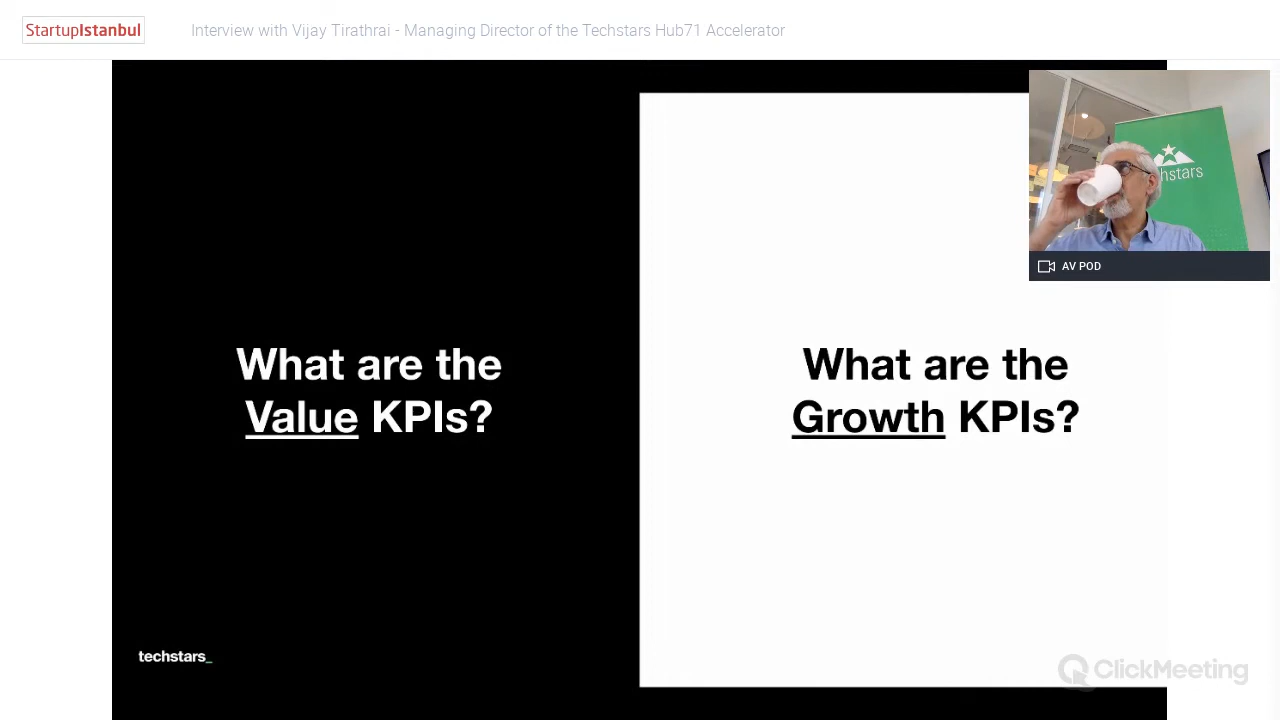 StartupIstanbul
Interview with Vijay Tirathrai - Managing Director of the Techstars Hub71 Accelerator
hstars
AV POD
What are the
Value KPIs?
What are the
Growth KPIs?
techstars_
ClickMeeting